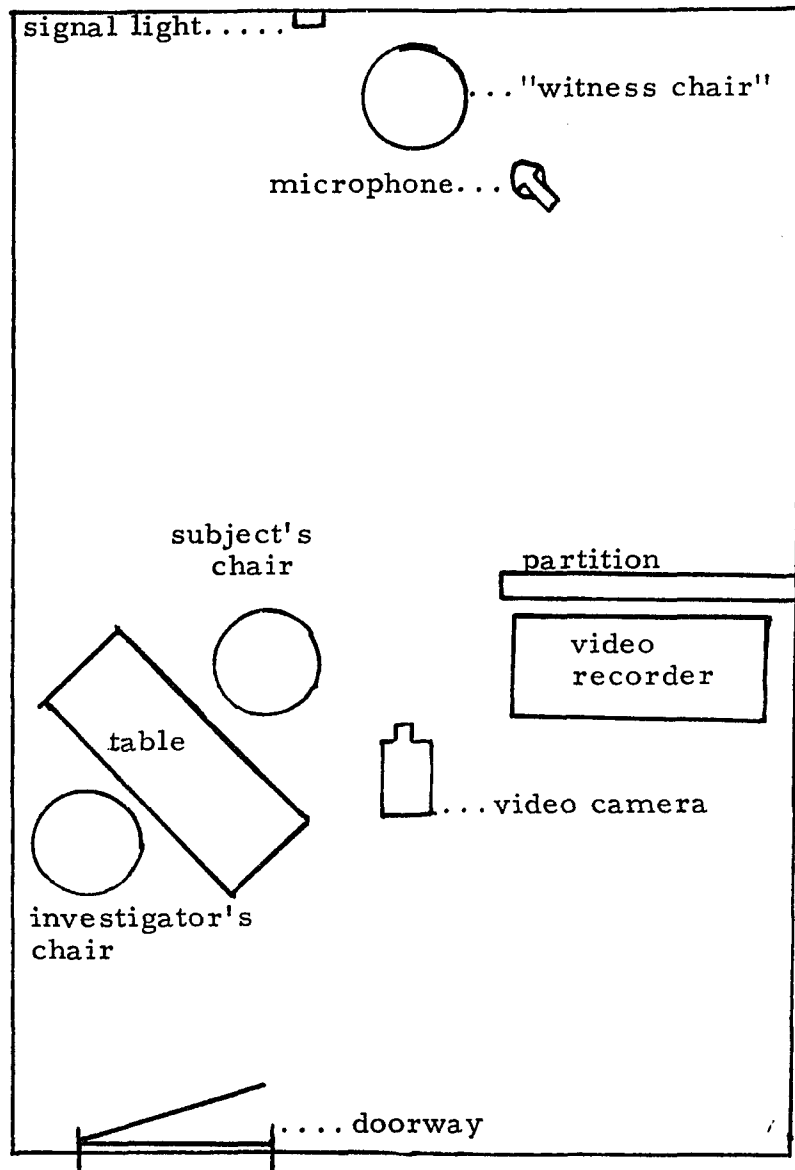 signal light.....
..."witness chair"
microphone...
subject's
chair
partition
video
recorder
table
...video camera
investigator's
chair
....doorway